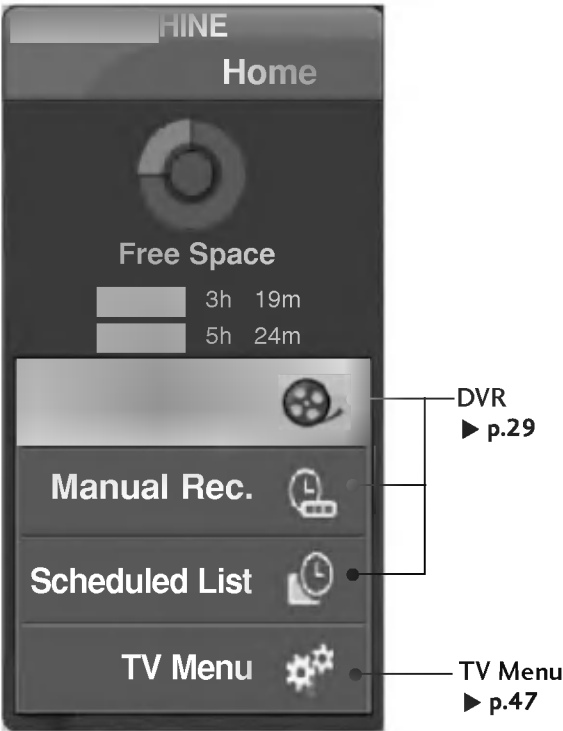 HINE
Home
Free Space
3h 19m
5h 24m
DVR
▶ p.29
Manual Rec.
Scheduled List
TV Menu
TV Menu
▶ p.47